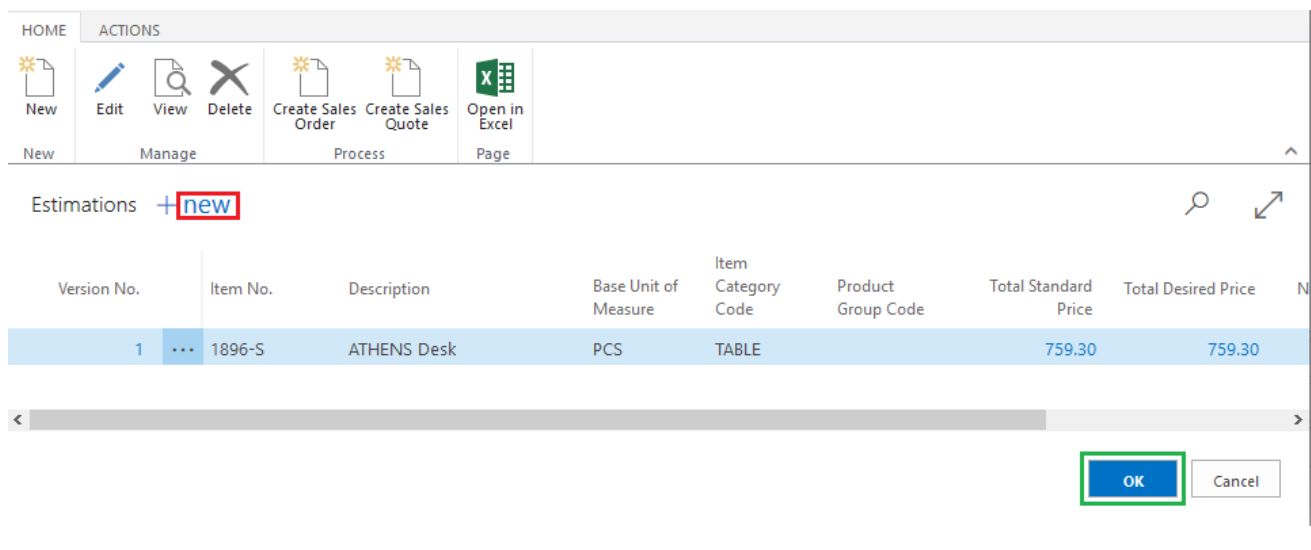 HOME ACTIONS
New Edit View Delete Create Sales Create Sales Open in
Order Quote Excel
New Manage Process Page
Estimations + new
Version No. Item No. Description Base Unit of Measure Item Category Code Product Group Code Total Standard Price Total Desired Price N
1 ... 1896-S ATHENS Desk PCS TABLE 759.30 759.30
OK Cancel